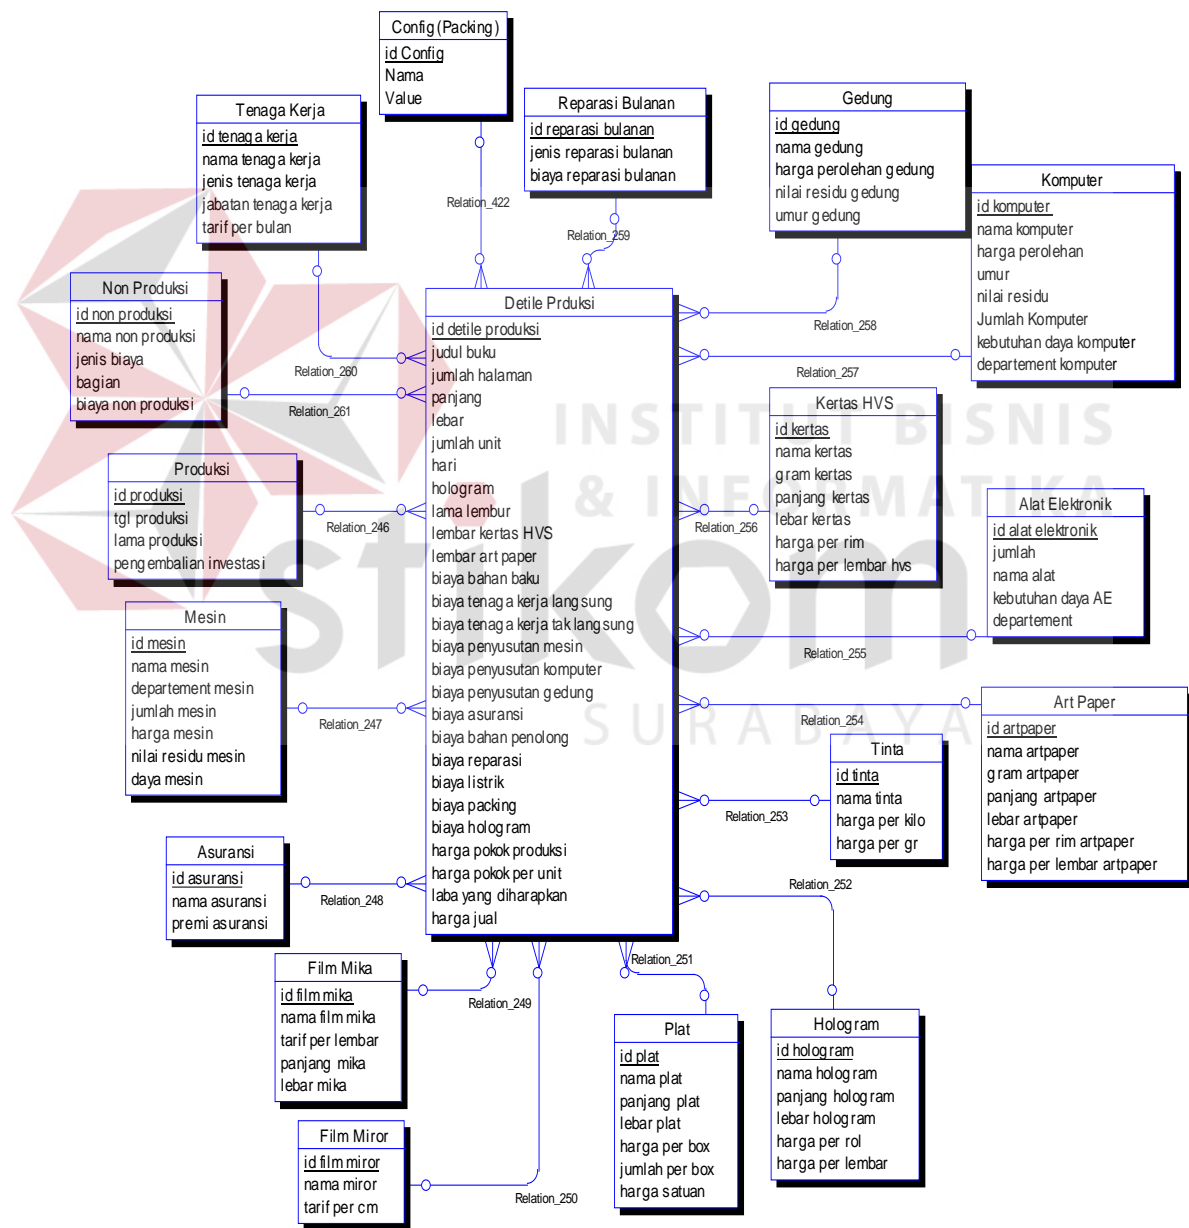 Config (Packing)
id Config
Nama
Value
Tenaga Kerja
id tenaga kerja
nama tenaga kerja
jenis tenaga kerja
jabatan tenaga kerja
tarif per bulan
Reparasi Bulanan
id reparasi bulanan
jenis reparasi bulanan
biaya reparasi bulanan
Gedung
id gedung
nama gedung
harga perolehan gedung
nilai residu gedung
umur gedung
Komputer
id komputer
nama komputer
harga perolehan
umur
nilai residu
Jumlah Komputer
kebutuhan daya komputer
departement komputer
Relation_422
Relation_259
Relation_258
Relation_257
Relation_260
Relation_261
Non Produksi
id non produksi
nama non produksi
jenis biaya
bagian
biaya non produksi
Detile Prduksi
id detile produksi
judul buku
jumlah halaman
panjang
lebar
jumlah unit
hari
hologram
lama lembur
lembar kertas HVS
lembar art paper
biaya bahan baku
biaya tenaga kerja langsung
biaya tenaga kerja tak langsung
biaya penyusutan mesin
biaya penyusutan komputer
biaya penyusutan gedung
biaya asuransi
biaya bahan penolong
biaya reparasi
biaya listrik
biaya packing
biaya hologram
harga pokok produksi
harga pokok per unit
laba yang diharapkan
harga jual
Kertas HVS
id kertas
nama kertas
gram kertas
panjang kertas
lebar kertas
harga per rim
harga per lembar hvs
Relation_256
INSTITUT BISNIS
& INFORMATIKA
stikom
SURABAYA
Produksi
id produksi
tgl produksi
lama produksi
pengembalian investasi
Relation_246
Alat Elektronik
id alat elektronik
jumlah
nama alat
kebutuhan daya AE
departement
Relation_255
Mesin
id mesin
nama mesin
departement mesin
jumlah mesin
harga mesin
nilai residu mesin
daya mesin
Relation_247
Relation_254
Art Paper
id artpaper
nama artpaper
gram artpaper
panjang artpaper
lebar artpaper
harga per rim artpaper
harga per lembar artpaper
Tinta
id tinta
nama tinta
harga per kilo
harga per gr
Relation_253
Asuransi
id asuransi
nama asuransi
premi asuransi
Relation_248
Relation_252
Relation_251
Film Mika
id film mika
nama film mika
tarif per lembar
panjang mika
lebar mika
Relation_249
Plat
id plat
nama plat
panjang plat
lebar plat
harga per box
jumlah per box
harga satuan
Hologram
id hologram
nama hologram
panjang hologram
lebar hologram
harga per rol
harga per lembar
Film Miror
id film miror
nama miror
tarif per cm
Relation_250